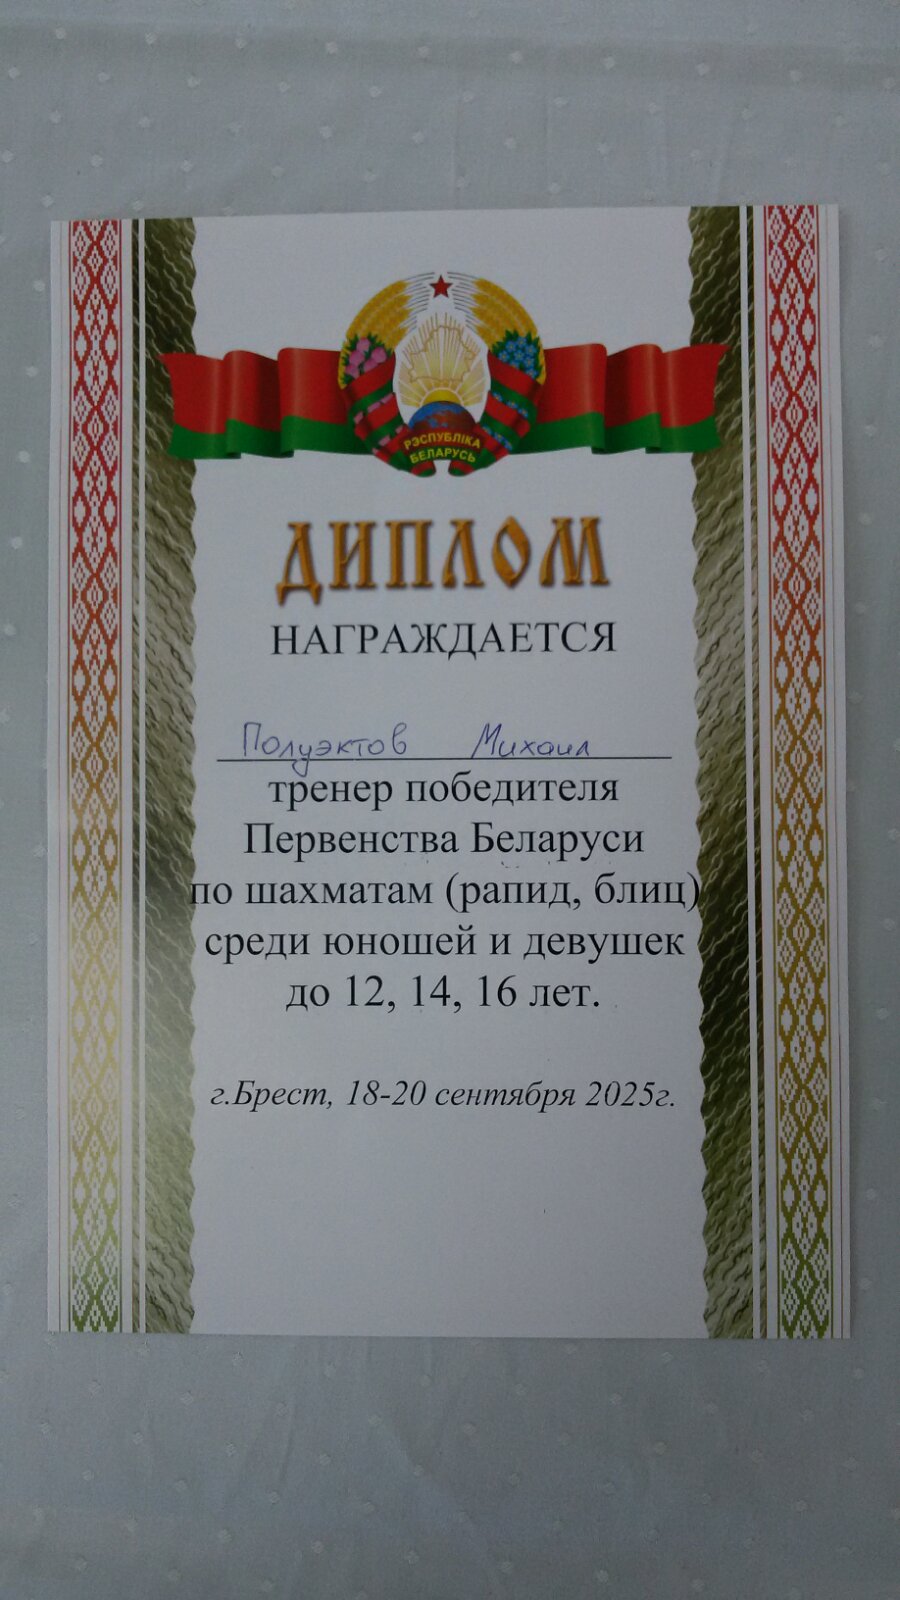 РЭСПУБЛІКА
БЕЛАРУСЬ
ДИПЛОМ
НАГРАЖДАЕТСЯ
Полуэктов Михаил
тренер победителя
Первенства Беларуси
по шахматам (рапид, блиц)
среди юношей и девушек
до 12, 14, 16 лет.
г.Брест, 18-20 сентября 2025г.